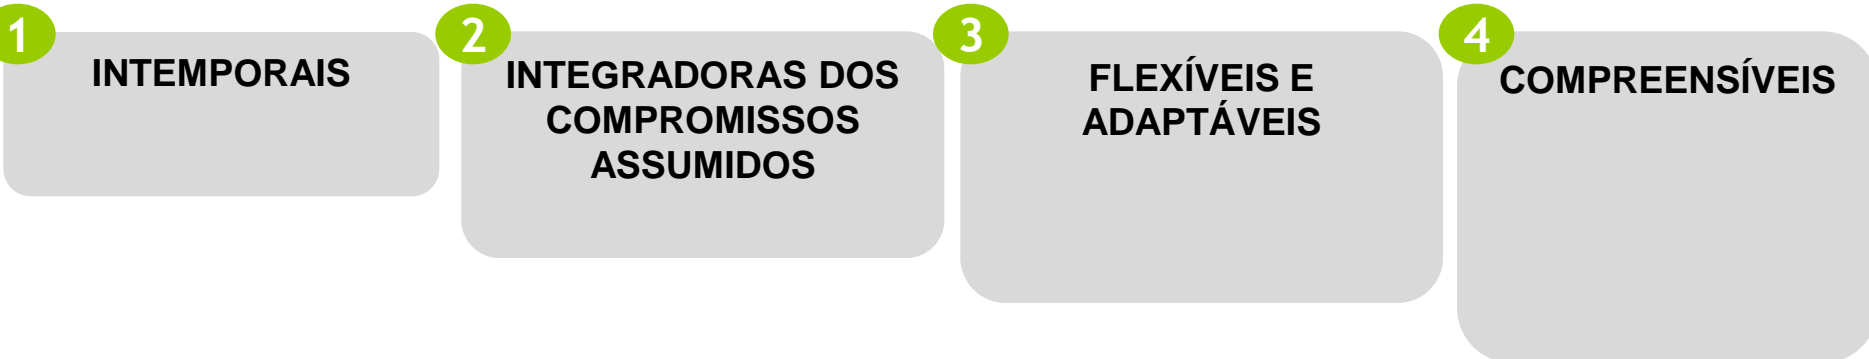 1
INTEMPORAIS
2
INTEGRADORAS DOS
COMPROMISSOS
ASSUMIDOS
3
FLEXÍVEIS E
ADAPTÁVEIS
4
COMPREENSÍVEIS